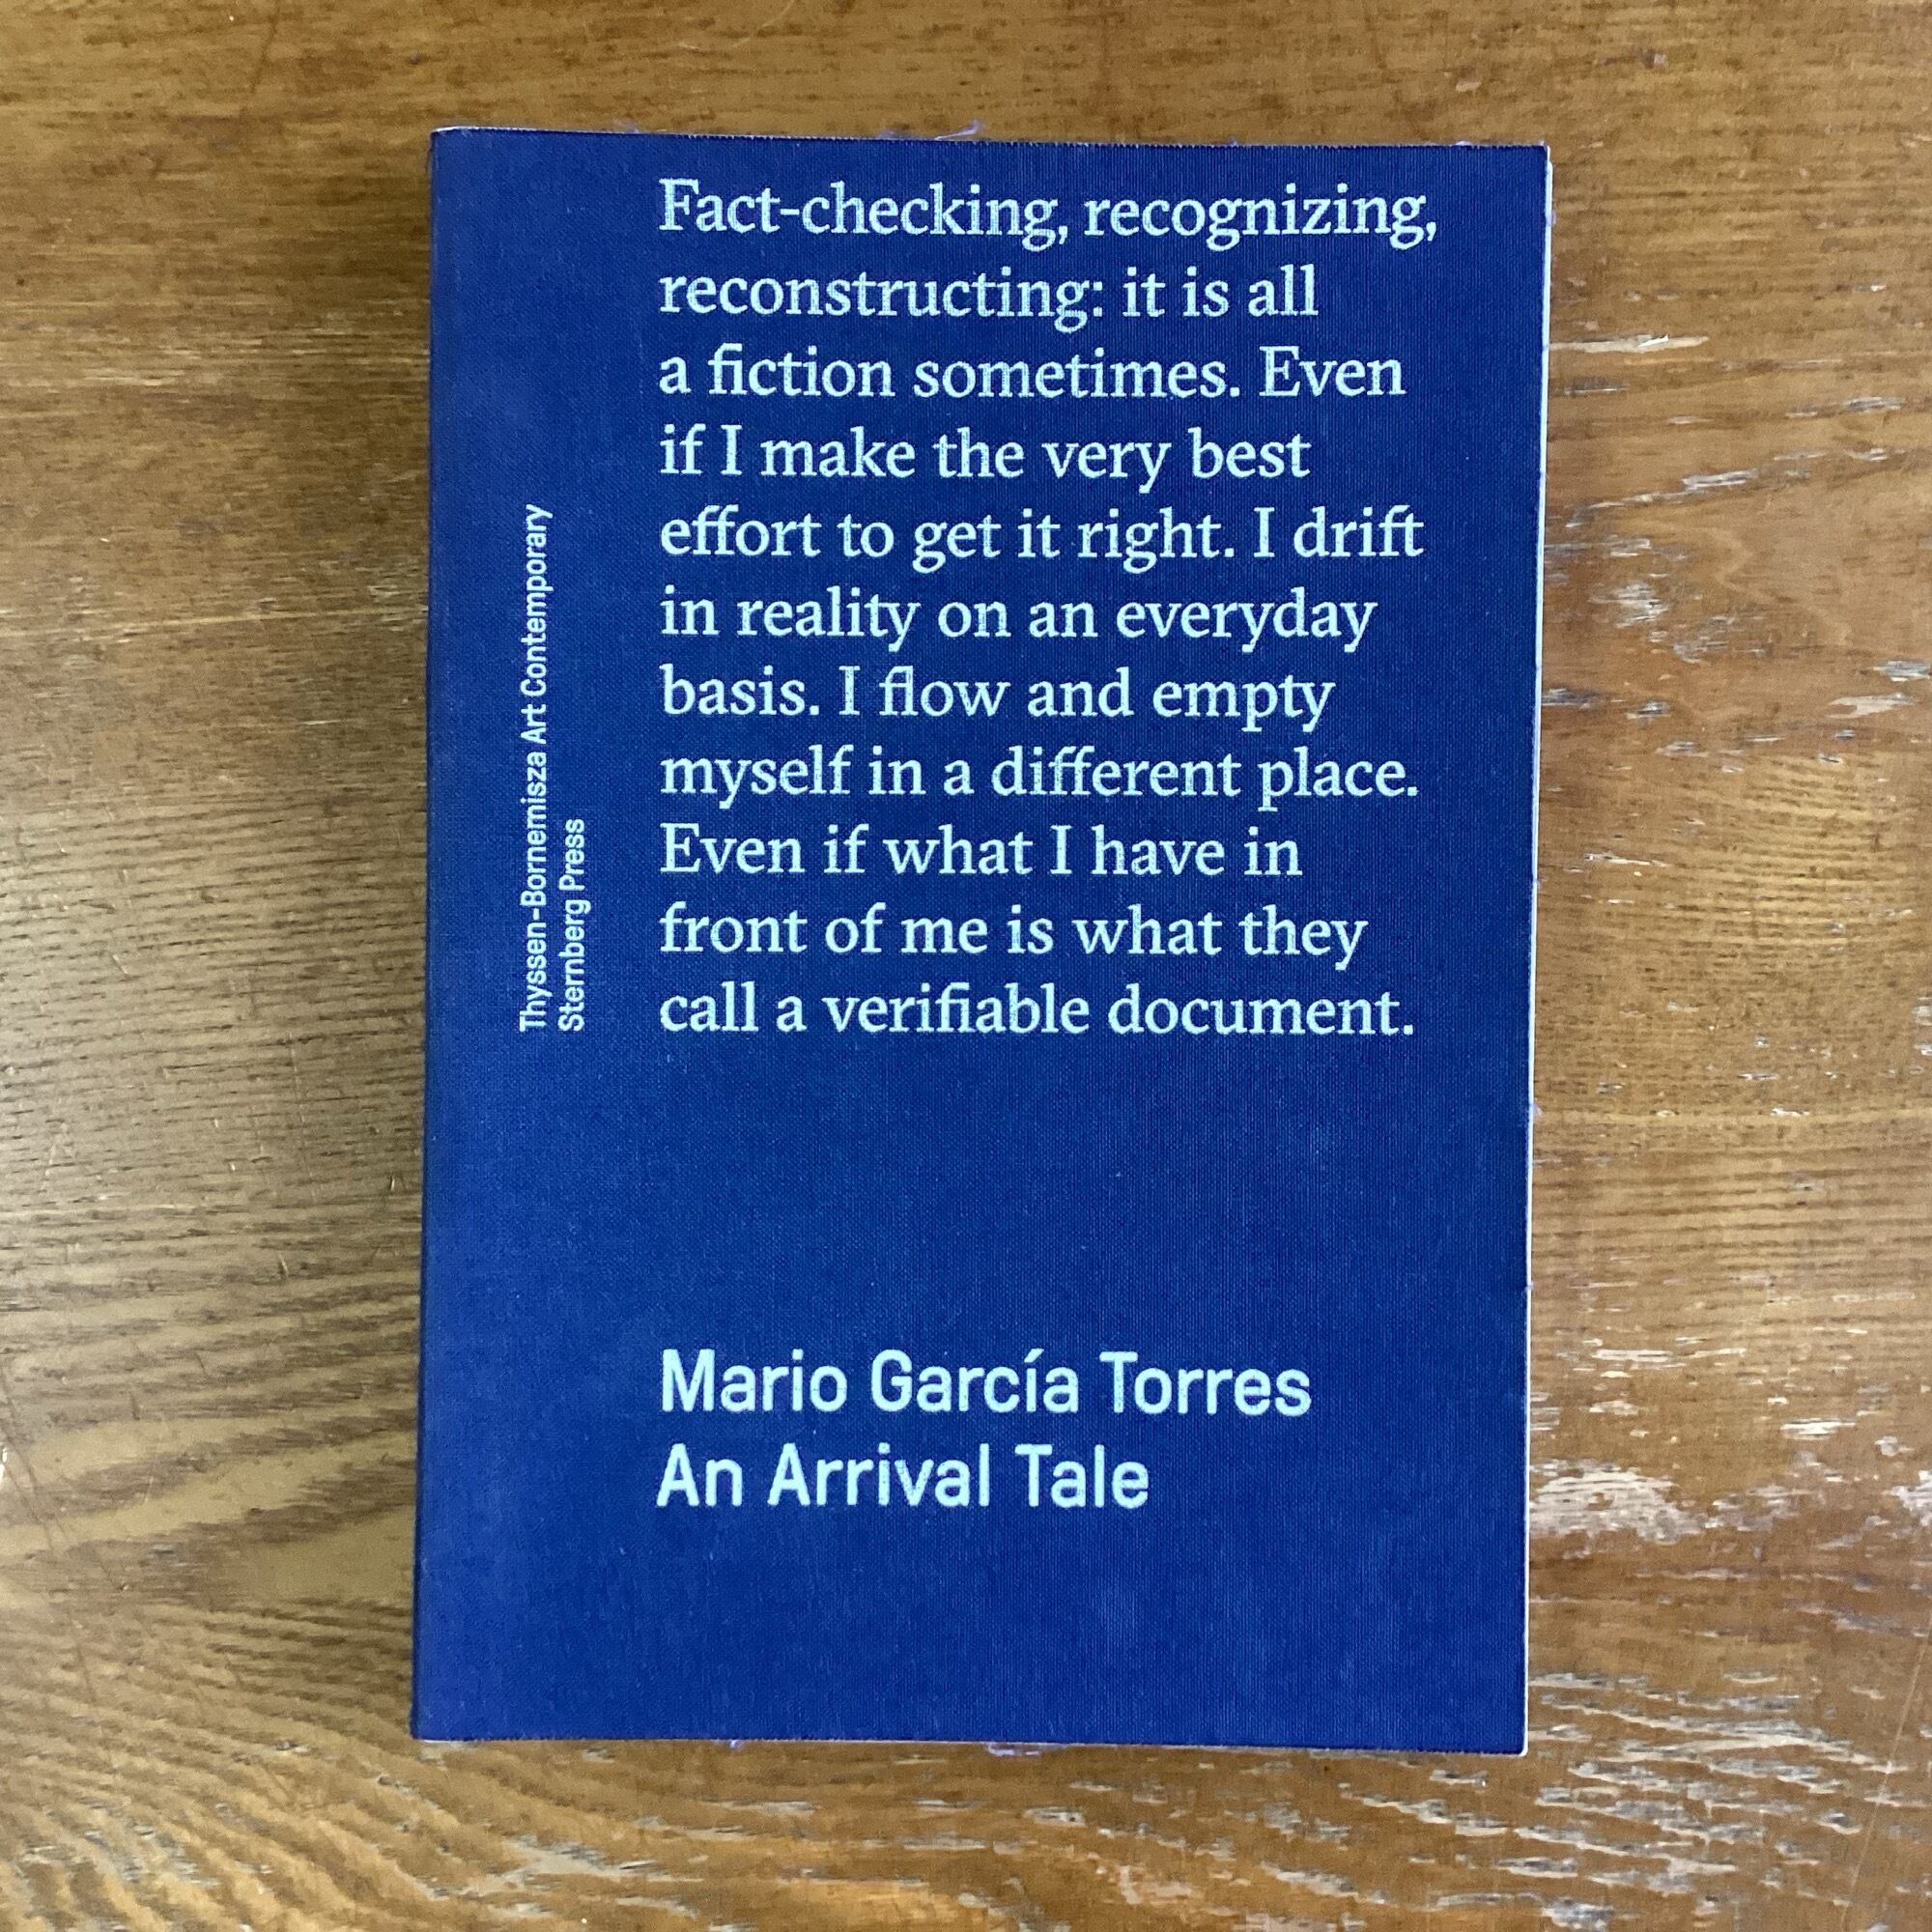 Fact-checking, recognizing,
reconstructing: it is all
a fiction sometimes. Even
if I make the very best
effort to get it right. I drift
in reality on an everyday
basis. I flow and empty
myself in a different place.
Even if what I have in
front of me is what they
call a verifiable document.
Thyssen-Bornemisza Art Contemporary
Sternberg Press
Mario García Torres
An Arrival Tale